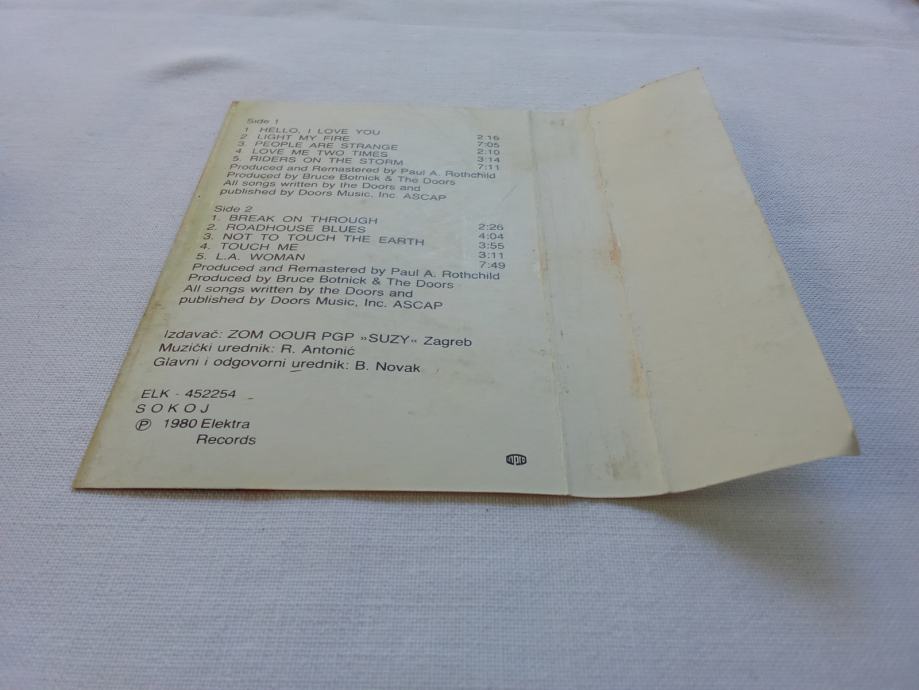 Side 1
1 HELLO, I LOVE YOU 2:16
2 LIGHT MY FIRE 7:05
3. PEOPLE ARE STRANGE 2:10
4. LOVE ME TWO TIMES 3:14
5. RIDERS ON THE STORM 7:11
Produced and Remastered by Paul A. Rothchild
Produced by Bruce Botnick & The Doors
All songs written by the Doors and
published by Doors Music, Inc. ASCAP
Side 2
1. BREAK ON THROUGH 2:26
2. ROADHOUSE BLUES 4:04
3. NOT TO TOUCH THE EARTH 3:55
4. TOUCH ME 3:11
5. L.A. WOMAN 7:49
Produced and Remastered by Paul A. Rothchild
Produced by Bruce Botnick & The Doors
All songs written by the Doors and
published by Doors Music, Inc. ASCAP
Izdavač: ZOM OOUR PGP »SUZY« Zagreb
Muzički urednik: R. Antonić
Glavni i odgovorni urednik: B. Novak
ELK - 452254
SOKOJ
Ⓟ 1980 Elektra
Records